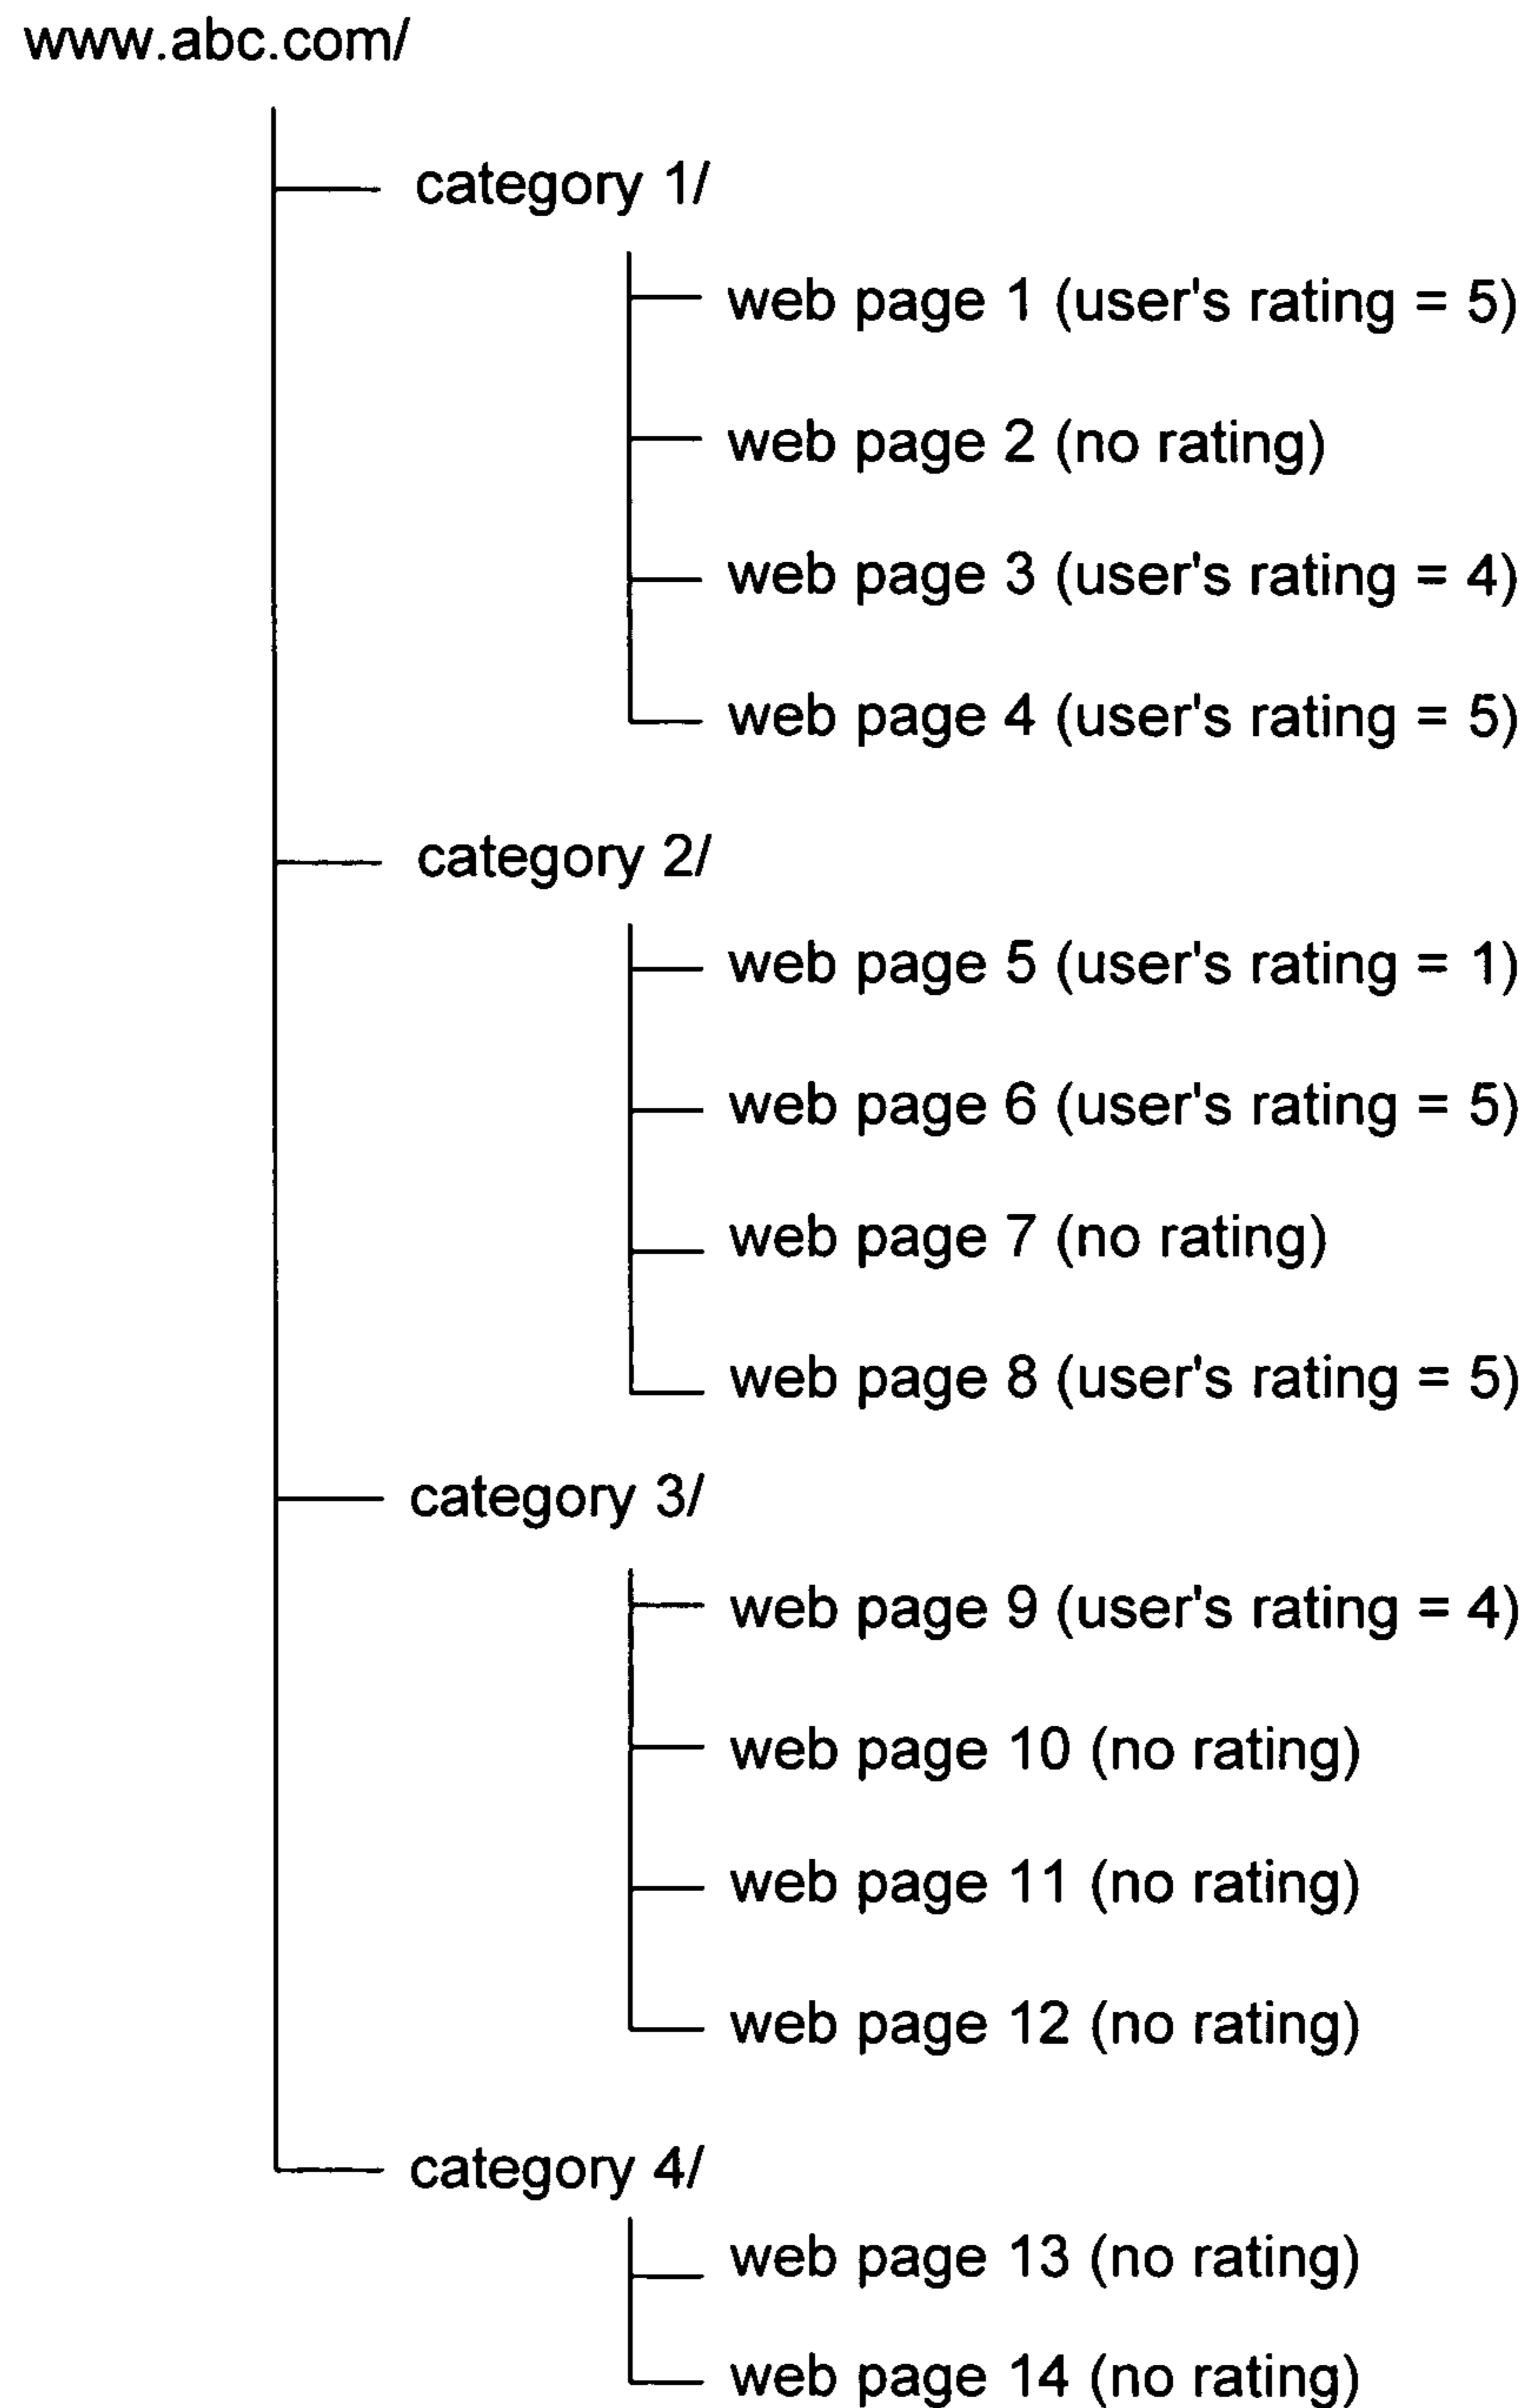 www.abc.com/
category 1/
web page 1 (user's rating = 5)
web page 2 (no rating)
web page 3 (user's rating = 4)
web page 4 (user's rating = 5)
category 2/
web page 5 (user's rating = 1)
web page 6 (user's rating = 5)
web page 7 (no rating)
web page 8 (user's rating = 5)
category 3/
web page 9 (user's rating = 4)
web page 10 (no rating)
web page 11 (no rating)
web page 12 (no rating)
category 4/
web page 13 (no rating)
web page 14 (no rating)